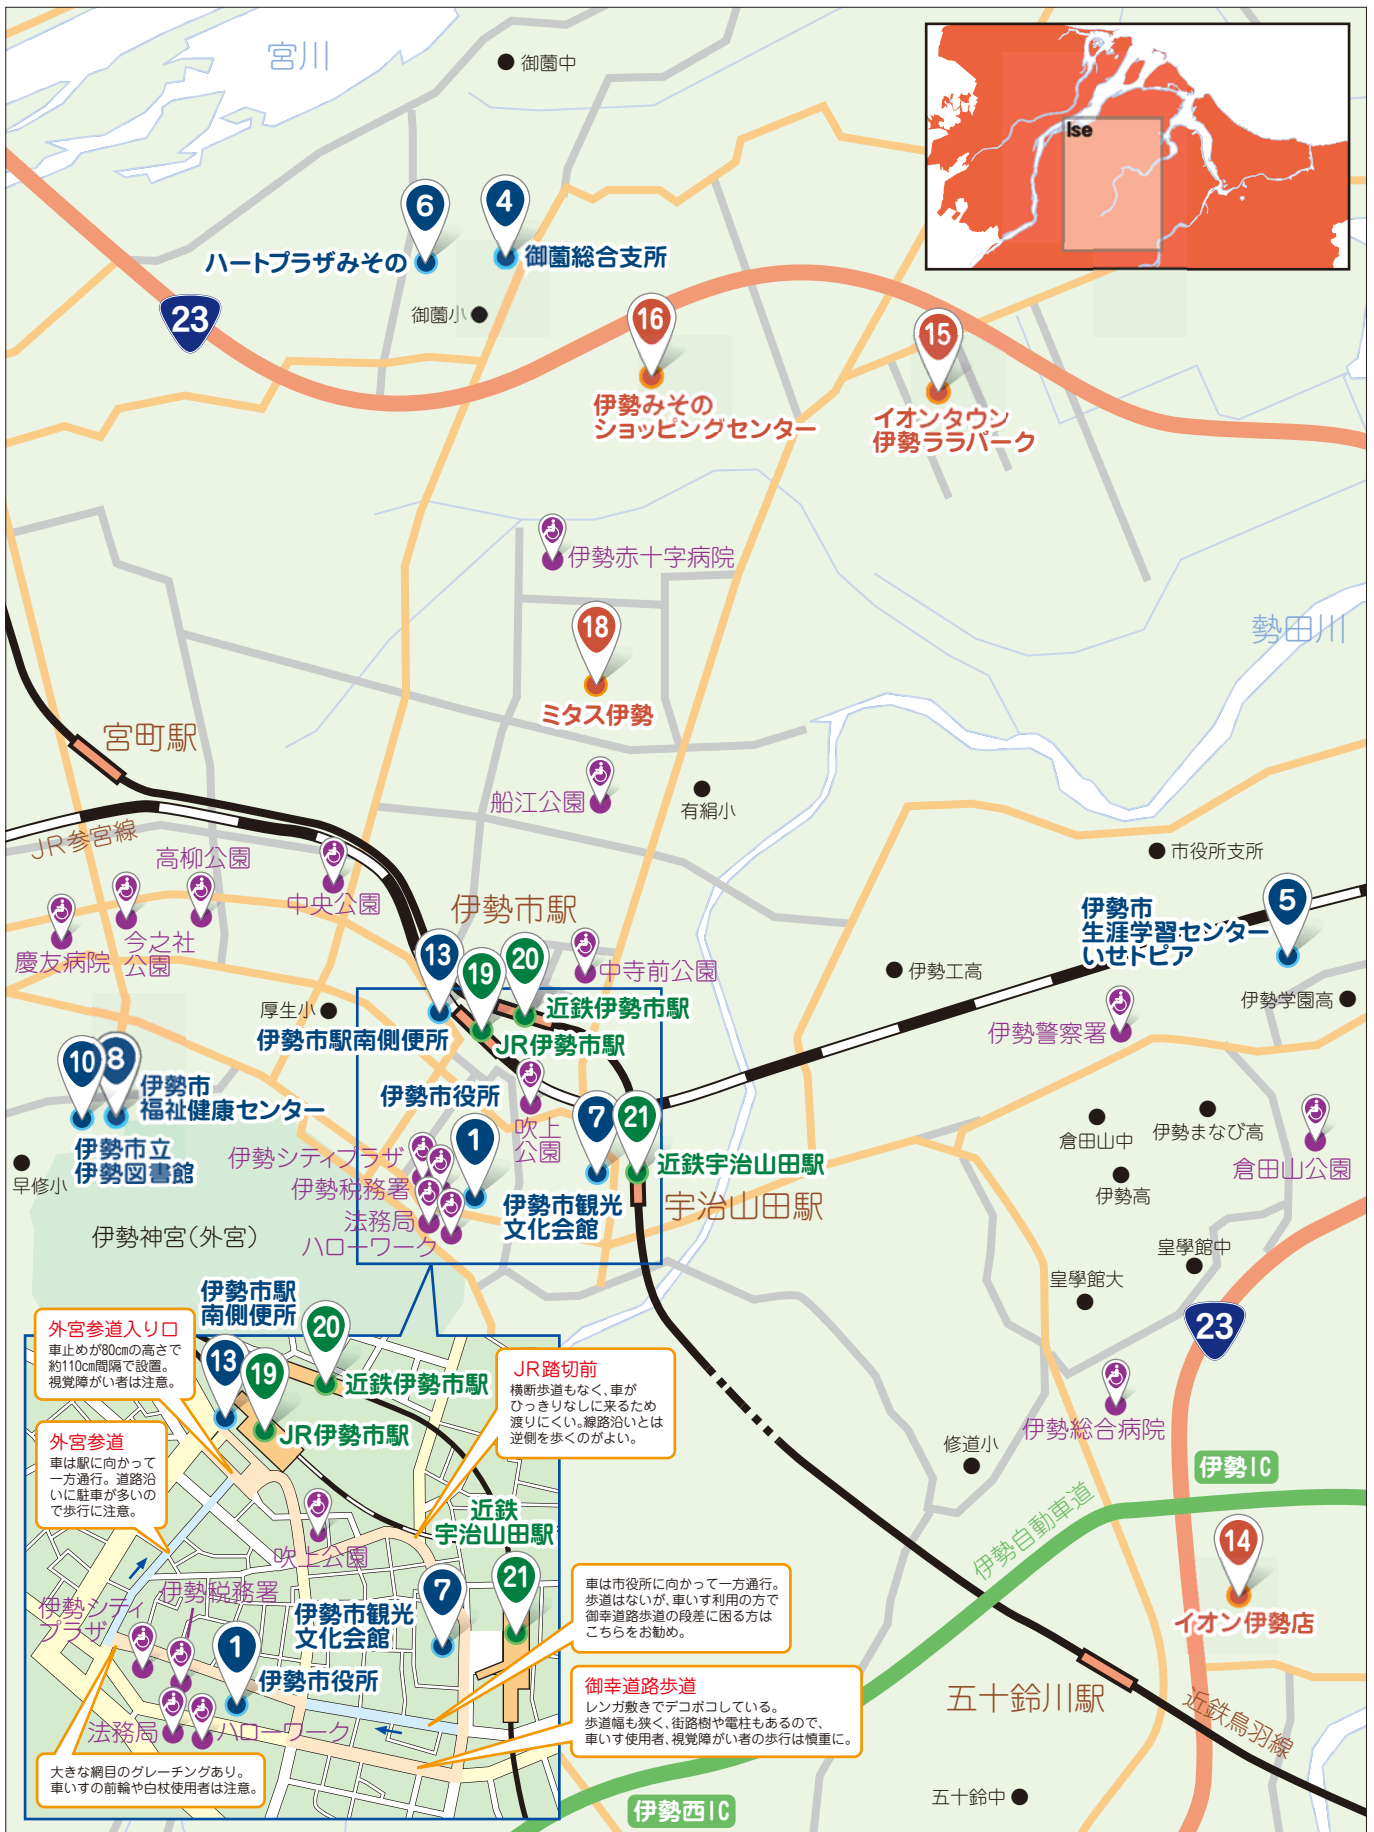 宮川
御薗中
Ise
6
4
ハートプラザみその
御薗総合支所
23
御薗小
16
15
伊勢みその
ショッピングセンター
イオンタウン
伊勢ララパーク
伊勢赤十字病院
18
ミタス伊勢
勢田川
宮町駅
船江公園
有緝小
JR参宮線
高柳公園
中央公園
伊勢市駅
市役所支所
慶友病院
今之社
公園
13
19
20
中寺前公園
伊勢工高
5
伊勢市
生涯学習センター
いせトピア
厚生小
近鉄伊勢市駅
伊勢市駅南側便所
JR伊勢市駅
伊勢学園高
伊勢警察署
10
8
伊勢市
福祉健康センター
伊勢市役所
吹上
公園
7
21
1
伊勢市立
伊勢図書館
早修小
伊勢シティプラザ
伊勢税務署
法務局
ハローワーク
近鉄宇治山田駅
伊勢市観光
文化会館
宇治山田駅
倉田山中
伊勢まなび高
倉田山公園
伊勢高
伊勢神宮(外宮)
皇學館中
皇學館大
23
伊勢総合病院
修道小
伊勢IC
伊勢自動車道
14
イオン伊勢店
五十鈴川駅
近鉄鳥羽線
五十鈴中
伊勢西IC
伊勢市駅
南側便所
20
13
19
近鉄伊勢市駅
JR伊勢市駅
外宮参道入り口
車止めが80cmの高さで
約110cm間隔で設置。
視覚障がい者は注意。
外宮参道
車は駅に向かって
一方通行。道路沿
いに駐車が多いの
で歩行に注意。
JR踏切前
横断歩道もなく、車が
ひっきりなしに来るため
渡りにくい。線路沿いとは
逆側を歩くのがよい。
吹上公園
近鉄
宇治山田駅
伊勢シティ
プラザ
伊勢税務署
7
21
伊勢市観光
文化会館
1
伊勢市役所
法務局
ハローワーク
車は市役所に向かって一方通行。
歩道はないが、車いす利用の方で
御幸道路歩道の段差に困る方は
こちらをお勧め。
御幸道路歩道
レンガ敷きでデコボコしている。
歩道幅も狭く、街路樹や電柱もあるので、
車いす使用者、視覚障がい者の歩行は慎重に。
大きな網目のグレーチングあり。
車いすの前輪や白杖使用者は注意。